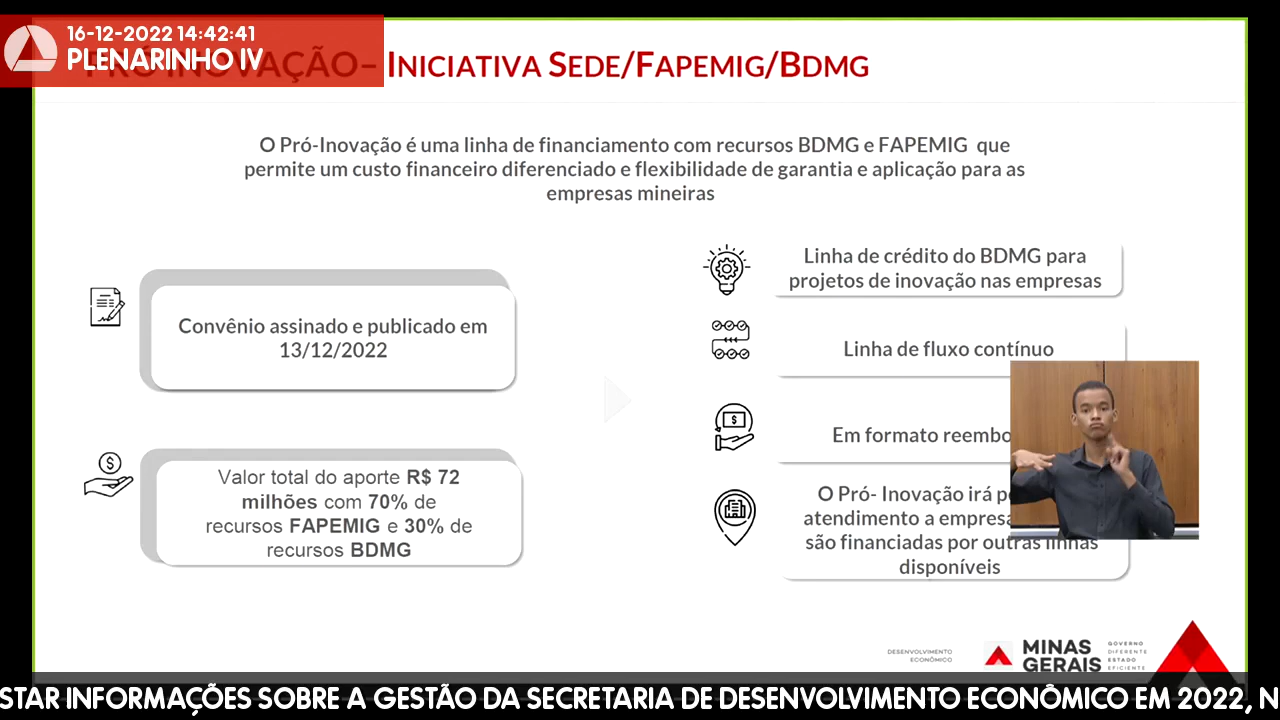 16-12-2022 14:42:41
PLENARINHO IV
PRÓ INOVAÇÃO– INICIATIVA SEDE/FAPEMIG/BDMG
O Pró-Inovação é uma linha de financiamento com recursos BDMG e FAPEMIG que
permite um custo financeiro diferenciado e flexibilidade de garantia e aplicação para as
empresas mineiras
Convênio assinado e publicado em
13/12/2022
Valor total do aporte R$ 72
milhões com 70% de
recursos FAPEMIG e 30% de
recursos BDMG
Linha de crédito do BDMG para
projetos de inovação nas empresas
Linha de fluxo contínuo
Em formato reembo
O Pró- Inovação irá p
atendimento a empresa
são financiadas por outras linhas
disponíveis
DESENVOLVIMENTO
ECONÔMICO
MINAS
GERAIS
GOVERNO
DIFERENTE
ESTADO
EFICIENTE
STAR INFORMAÇÕES SOBRE A GESTÃO DA SECRETARIA DE DESENVOLVIMENTO ECONÔMICO EM 2022, N